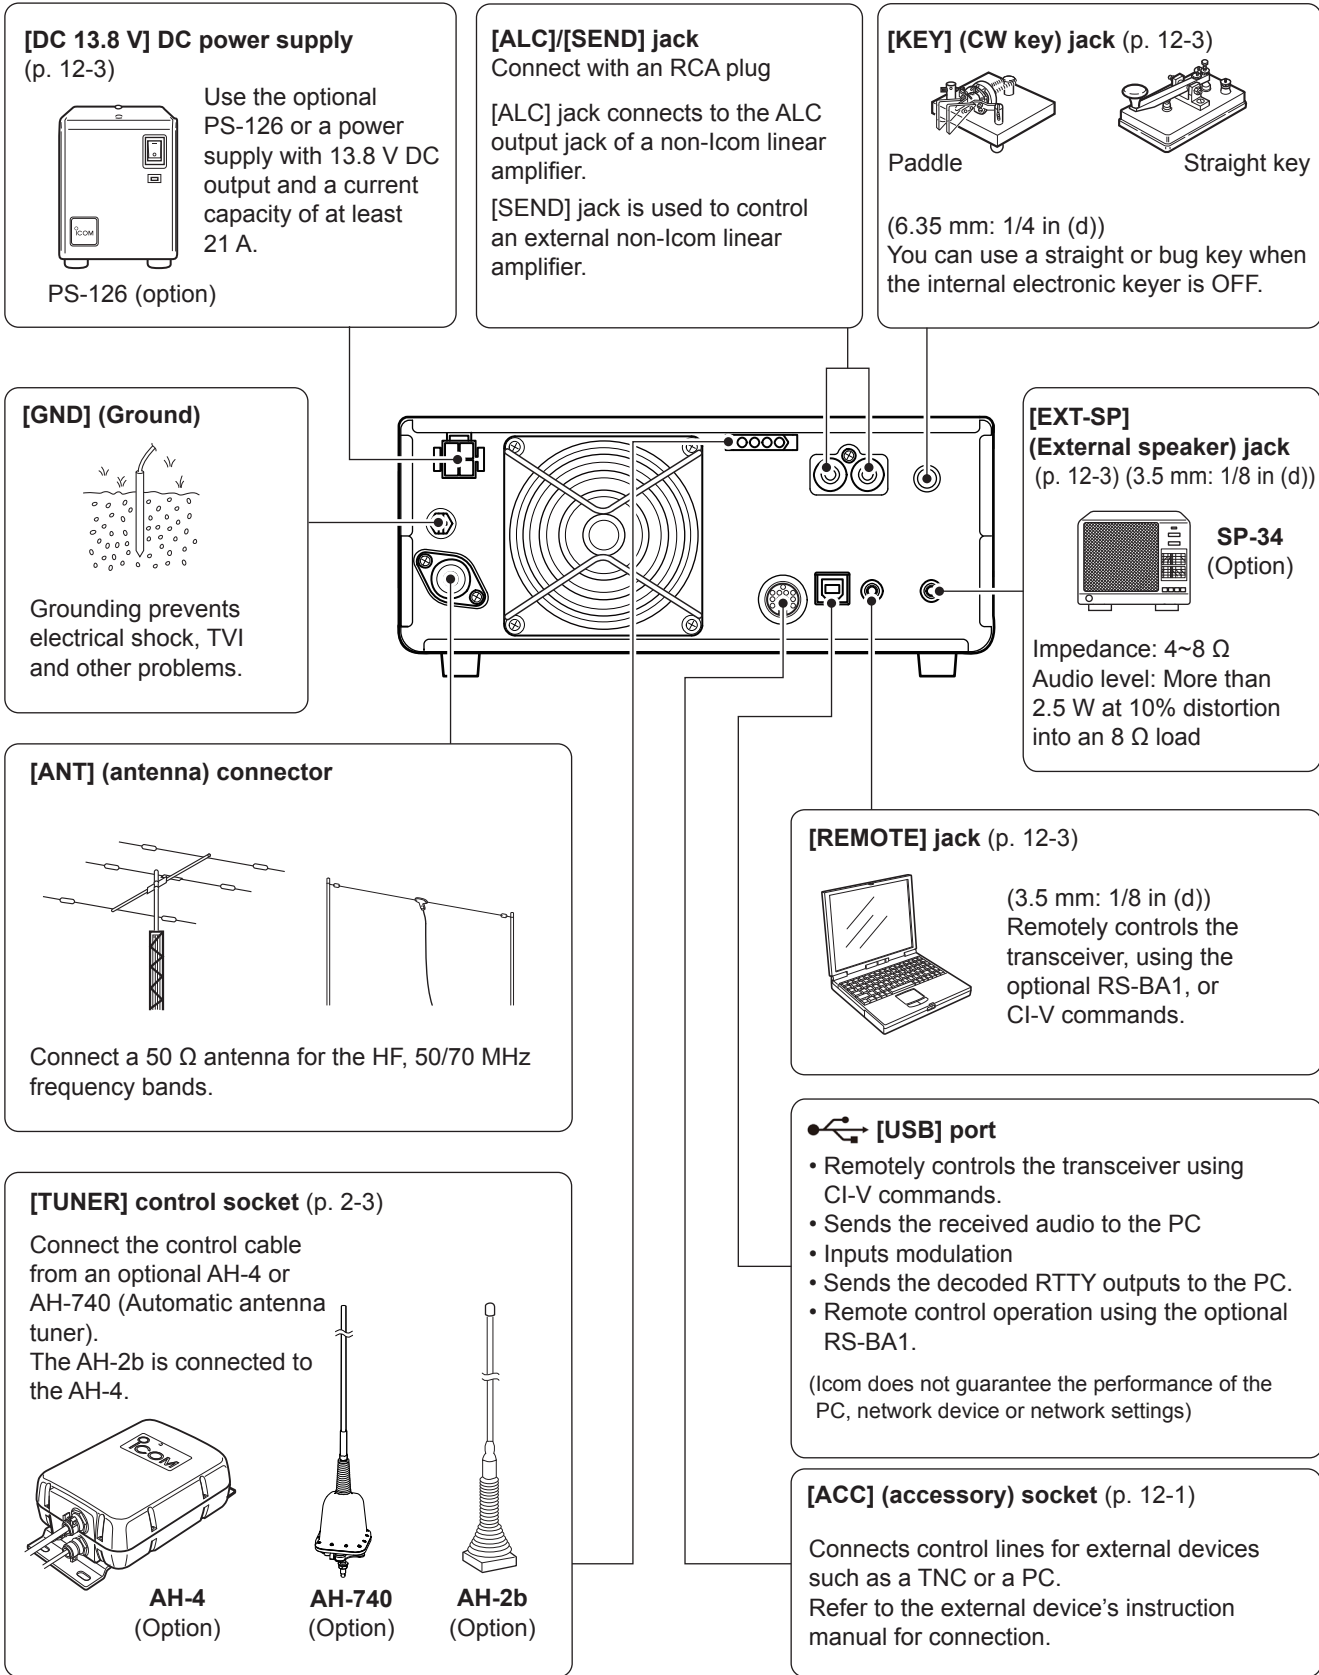 [DC 13.8 V] DC power supply
(p. 12-3)
Use the optional
PS-126 or a power
supply with 13.8 V DC
output and a current
capacity of at least
21 A.
ICOM
PS-126 (option)
[ALC]/[SEND] jack
Connect with an RCA plug
[ALC] jack connects to the ALC
output jack of a non-Icom linear
amplifier.
[SEND] jack is used to control
an external non-Icom linear
amplifier.
[KEY] (CW key) jack (p. 12-3)
Paddle
Straight key
(6.35 mm: 1/4 in (d))
You can use a straight or bug key when
the internal electronic keyer is OFF.
[GND] (Ground)
Grounding prevents
electrical shock, TVI
and other problems.
[EXT-SP]
(External speaker) jack
(p. 12-3) (3.5 mm: 1/8 in (d))
SP-34
(Option)
Impedance: 4~8 Ω
Audio level: More than
2.5 W at 10% distortion
into an 8 Ω load
[ANT] (antenna) connector
Connect a 50 Ω antenna for the HF, 50/70 MHz
frequency bands.
[REMOTE] jack (p. 12-3)
(3.5 mm: 1/8 in (d))
Remotely controls the
transceiver, using the
optional RS-BA1, or
CI-V commands.
[USB] port
• Remotely controls the transceiver using
CI-V commands.
• Sends the received audio to the PC
• Inputs modulation
• Sends the decoded RTTY outputs to the PC.
• Remote control operation using the optional
RS-BA1.
(Icom does not guarantee the performance of the
PC, network device or network settings)
[TUNER] control socket (p. 2-3)
Connect the control cable
from an optional AH-4 or
AH-740 (Automatic antenna
tuner).
The AH-2b is connected to
the AH-4.
ICOM
AH-4
(Option)
AH-740
(Option)
AH-2b
(Option)
[ACC] (accessory) socket (p. 12-1)
Connects control lines for external devices
such as a TNC or a PC.
Refer to the external device's instruction
manual for connection.